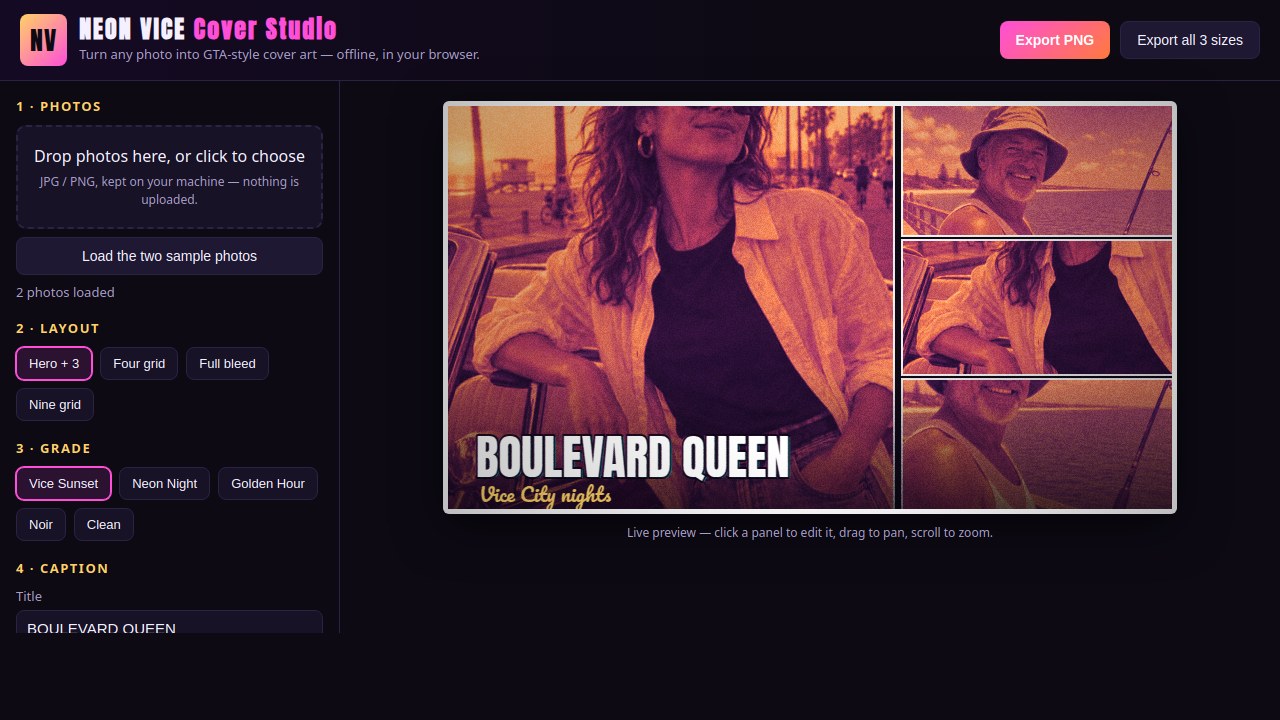 NV
NEON VICE Cover Studio
Turn any photo into GTA-style cover art — offline, in your browser.
Export PNG
Export all 3 sizes
1 · PHOTOS
Drop photos here, or click to choose
JPG / PNG, kept on your machine — nothing is
uploaded.
Load the two sample photos
2 photos loaded
2 · LAYOUT
Hero + 3
Four grid
Full bleed
Nine grid
3 · GRADE
Vice Sunset
Neon Night
Golden Hour
Noir
Clean
4 · CAPTION
Title
BOULEVARD QUEEN
BOULEVARD QUEEN
Vice City nights
Live preview — click a panel to edit it, drag to pan, scroll to zoom.